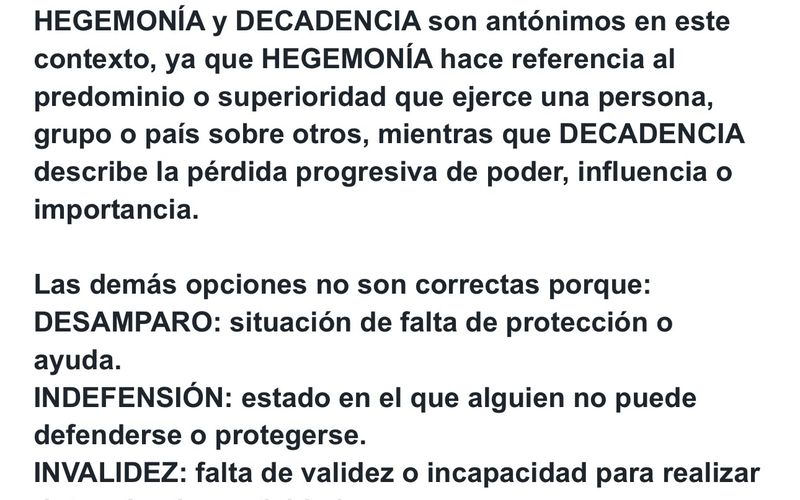 HEGEMONÍA y DECADENCIA son antónimos en este
contexto, ya que HEGEMONÍA hace referencia al
predominio o superioridad que ejerce una persona,
grupo o país sobre otros, mientras que DECADENCIA
describe la pérdida progresiva de poder, influencia o
importancia.
Las demás opciones no son correctas porque:
DESAMPARO: situación de falta de protección o
ayuda.
INDEFENSIÓN: estado en el que alguien no puede
defenderse o protegerse.
INVALIDEZ: falta de validez o incapacidad para realizar